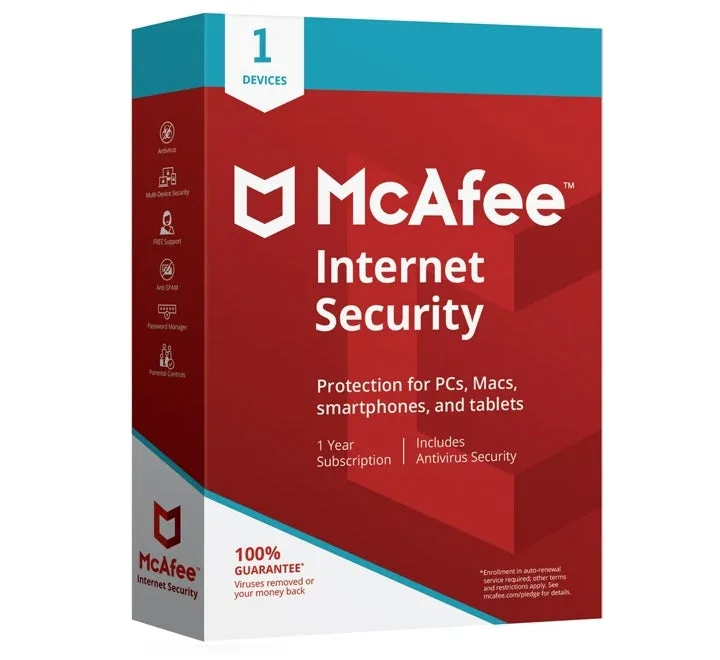 1
DEVICES
McAfee™
Internet
Security
Protection for PCs, Macs,
smartphones, and tablets
1 Year
Subscription
Includes
Antivirus Security
100%
GUARANTEE*
Viruses removed or
your money back
*Enrollment in auto-renewal
service required; other terms
and restrictions apply. See
mcafee.com/pledge for details.
Antivirus
Multi-Device Security
FREE Support
Anti-SPAM
Password Manager
Parental Controls
McAfee™
Internet Security